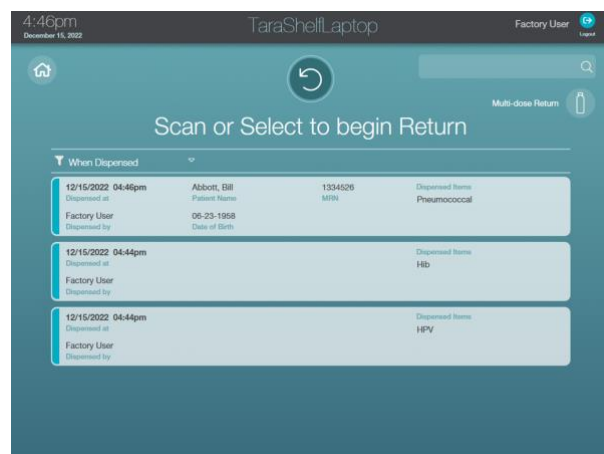 4:46pm
TaraShelfLaptop
Factory User
December 15, 2022
Logout
Multi-dose Return
Scan or Select to begin Return
When Dispensed
12/15/2022 04:46pm Abbott, Bill 1334526 Dispensed Items
Dispensed at Patient Name MRN Pneumococcal
Factory User 06-23-1958
Dispensed by Date of Birth
12/15/2022 04:44pm Dispensed Items
Dispensed at Hib
Factory User
Dispensed by
12/15/2022 04:44pm Dispensed Items
Dispensed at HPV
Factory User
Dispensed by